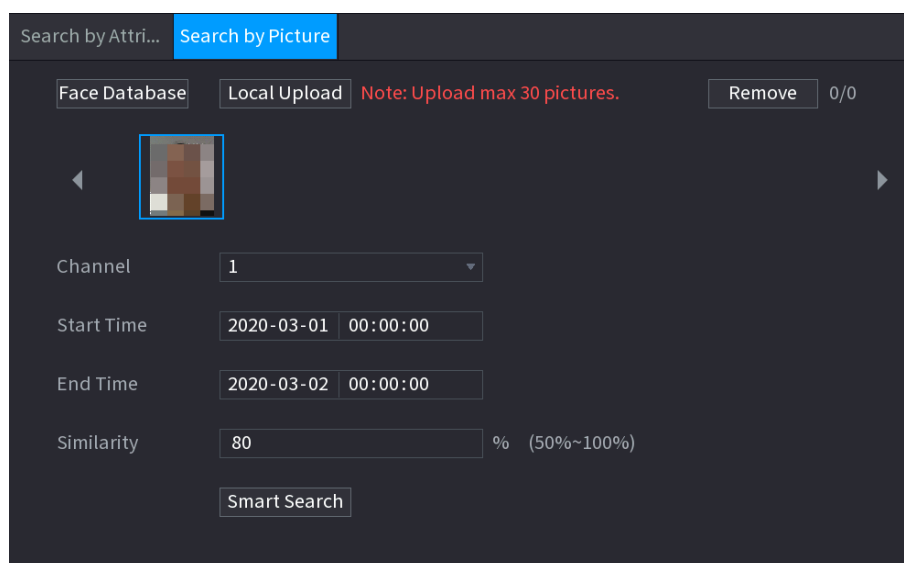 Search by Attri... Search by Picture
Face Database Local Upload Note: Upload max 30 pictures. Remove 0/0
Channel 1
Start Time 2020-03-01 00:00:00
End Time 2020-03-02 00:00:00
Similarity 80 % (50%~100%)
Smart Search